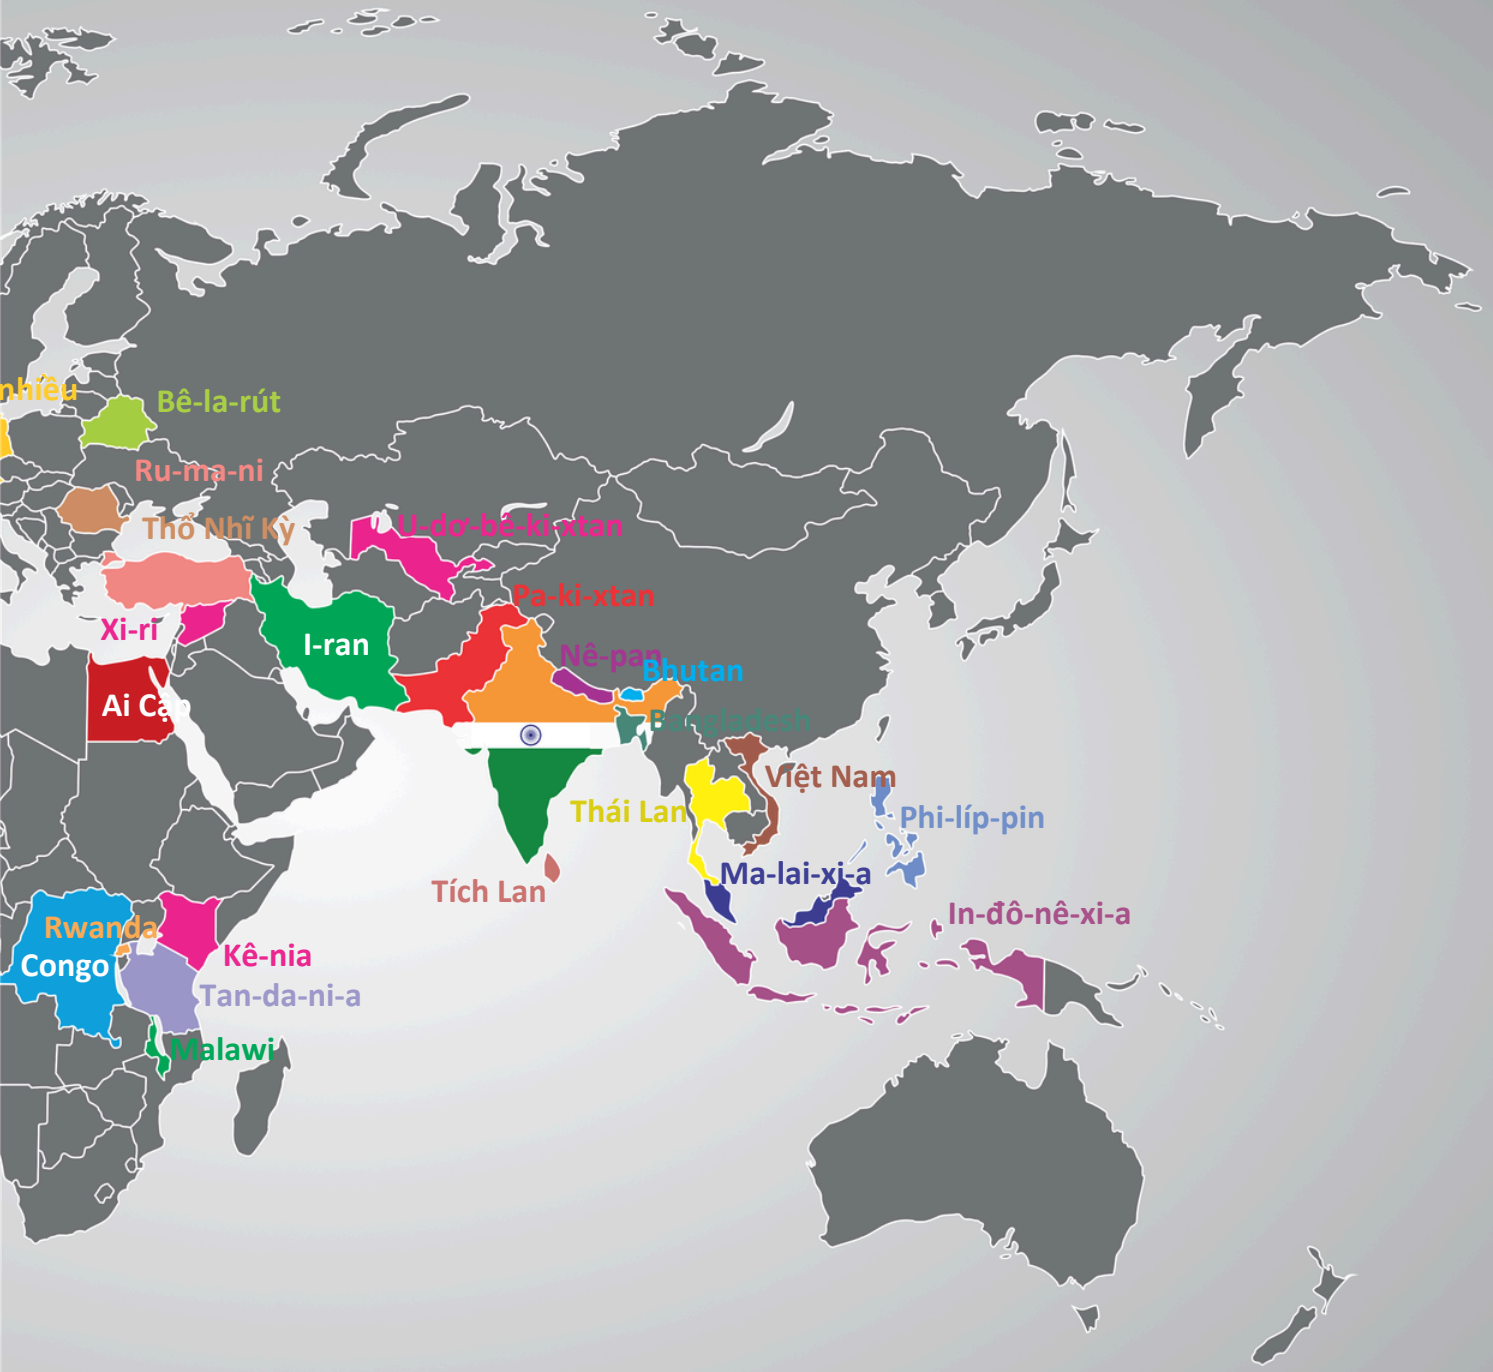 nhiều
Bê-la-rút
Ru-ma-ni
Thổ Nhĩ Kỳ
U-dơ-bê-ki-xtan
Pa-ki-xtan
Xi-ri
I-ran
Nê-pan
Bhutan
Ai Cập
Bangladesh
Việt Nam
Thái Lan
Phi-líp-pin
Ma-lai-xi-a
Tích Lan
In-đô-nê-xi-a
Rwanda
Kê-nia
Congo
Tan-da-ni-a
Malawi